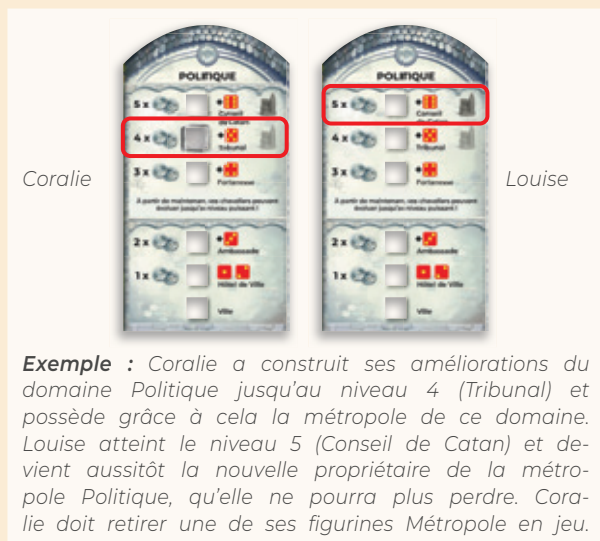 POLITIQUE
5 x
Conseil
de Catan
4 x
Tribunal
3 x
Forteresse
À partir de maintenant, vos chevaliers peuvent
évoluer jusqu'au niveau puissant !
2 x
Ambassade
1 x
Hôtel de Ville
Ville
POLITIQUE
5 x
Conseil
de Catan
4 x
Tribunal
3 x
Forteresse
À partir de maintenant, vos chevaliers peuvent
évoluer jusqu'au niveau puissant !
2 x
Ambassade
1 x
Hôtel de Ville
Ville
Coralie
Louise
Exemple : Coralie a construit ses améliorations du
domaine Politique jusqu'au niveau 4 (Tribunal) et
possède grâce à cela la métropole de ce domaine.
Louise atteint le niveau 5 (Conseil de Catan) et de-
vient aussitôt la nouvelle propriétaire de la métro-
pole Politique, qu'elle ne pourra plus perdre. Cora-
lie doit retirer une de ses figurines Métropole en jeu.